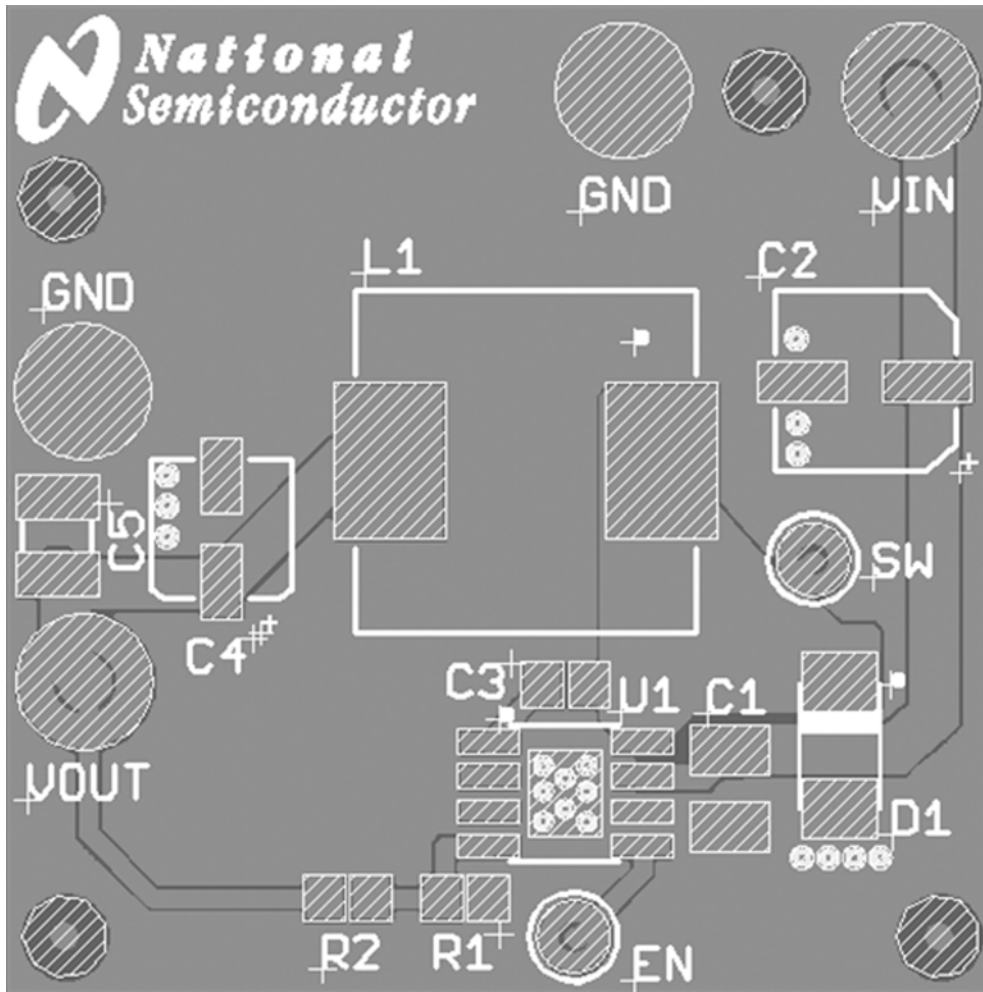 National
Semiconductor
GND
VIN
L1
C2
GND
C5
SW
C4
C3
U1
C1
VOUT
D1
R2
R1
EN